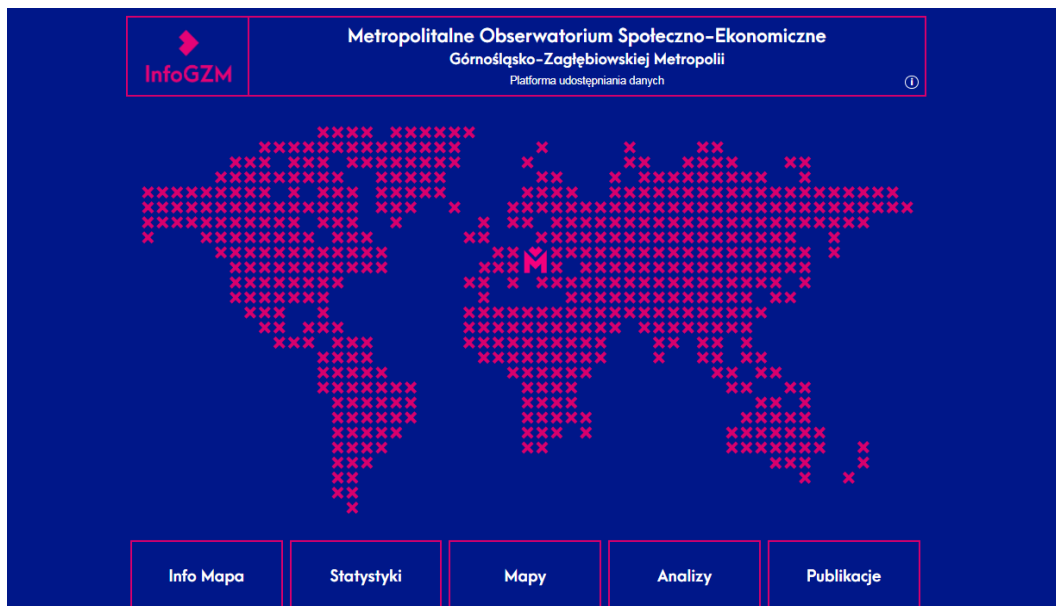 InfoGZM
Metropolitalne Obserwatorium Społeczno-Ekonomiczne
Górnośląsko-Zagłębiowskiej Metropolii
Platforma udostępniania danych
M
Info Mapa
Statystyki
Mapy
Analizy
Publikacje